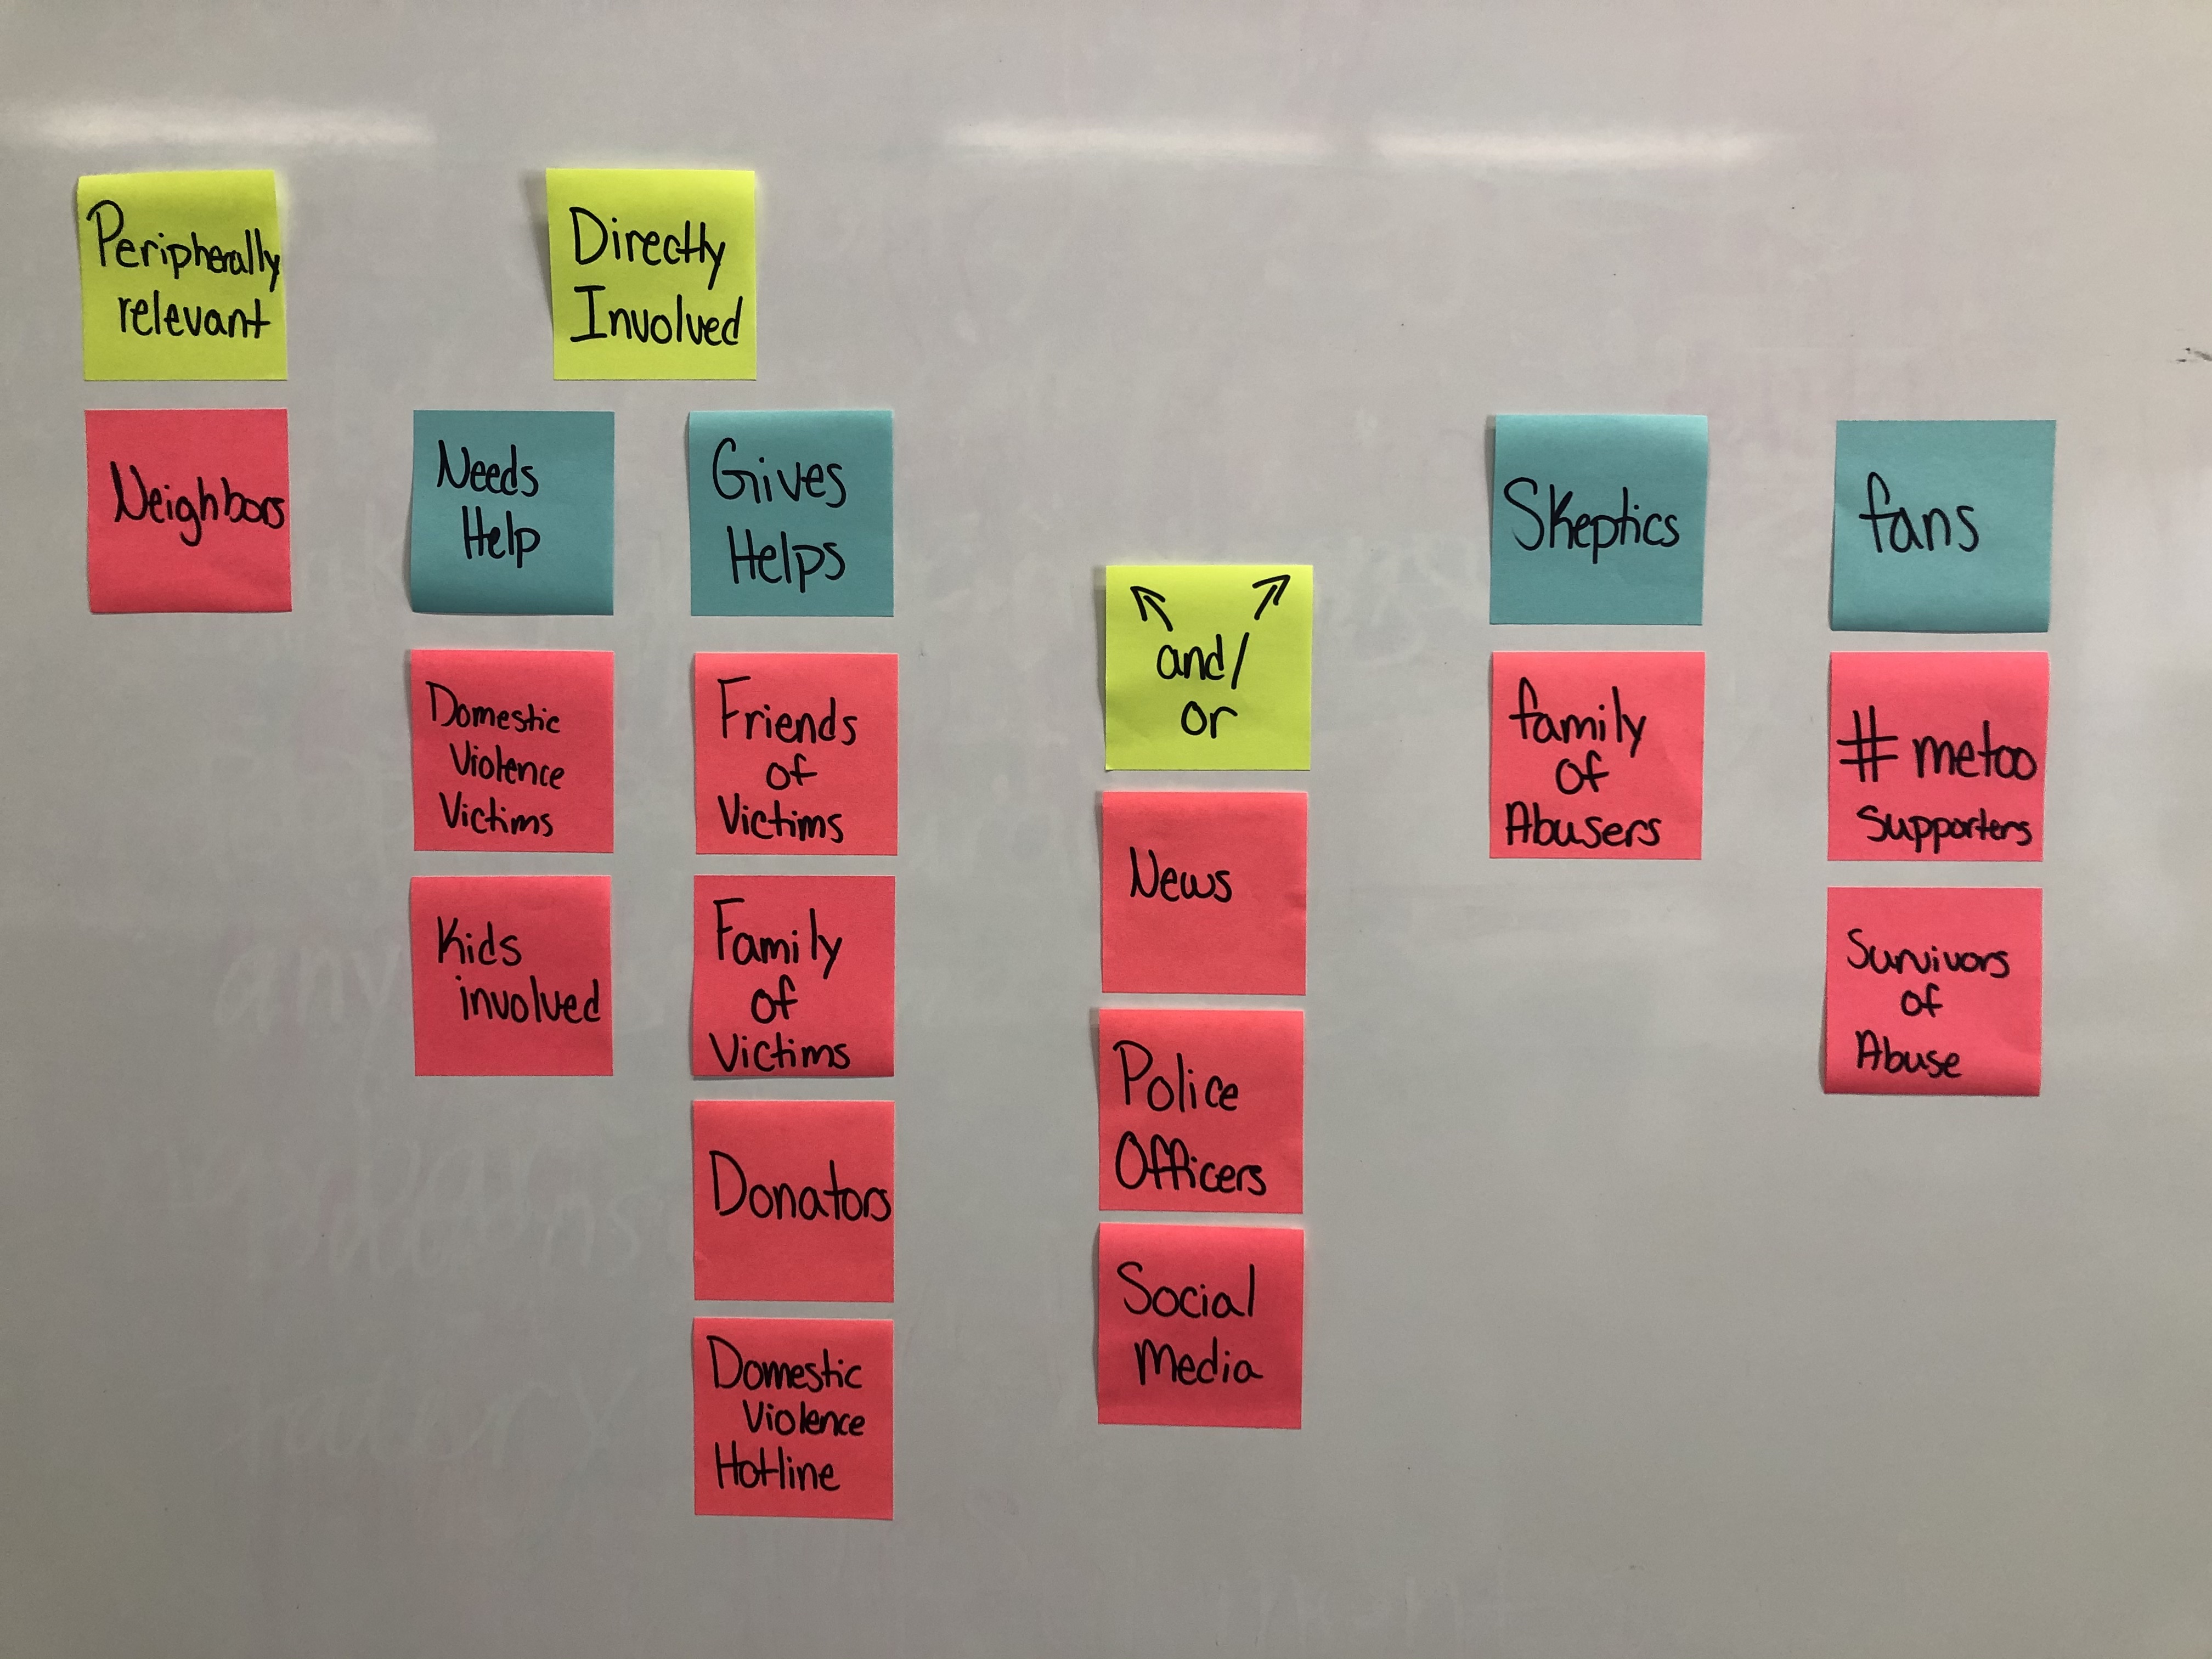 Peripherally
relevant
Directly
Involved
Neighbors
Needs
Help
Gives
Helps
Skeptics
fans
Domestic
Violence
Victims
Friends
of
Victims
and/
or
family
of
Abusers
#metoo
Supporters
Kids
involved
Family
of
Victims
News
Survivors
of
Abuse
Donators
Police
Officers
Domestic
Violence
Hotline
Social
Media